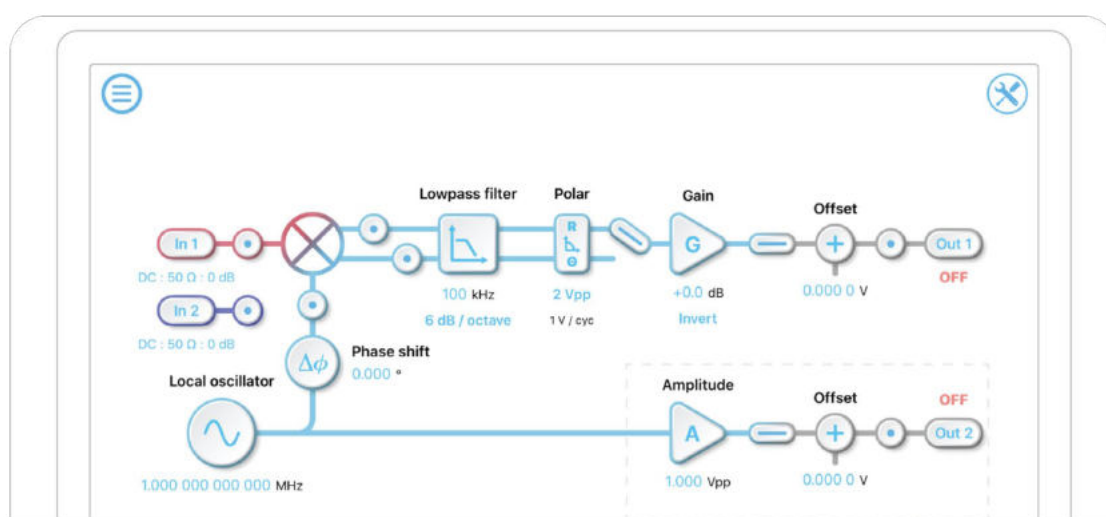 Lowpass filter
Polar
Gain
Offset
In 1
R
Θ
G
Out 1
DC : 50 Ω : 0 dB
100 kHz
2 Vpp
+0.0 dB
0.000 0 V
OFF
In 2
6 dB / octave
1 V / cyc
Invert
DC : 50 Ω : 0 dB
Phase shift
Δϕ
0.000 °
Local oscillator
Amplitude
Offset
OFF
A
Out 2
1.000 000 000 000 MHz
1.000 Vpp
0.000 0 V